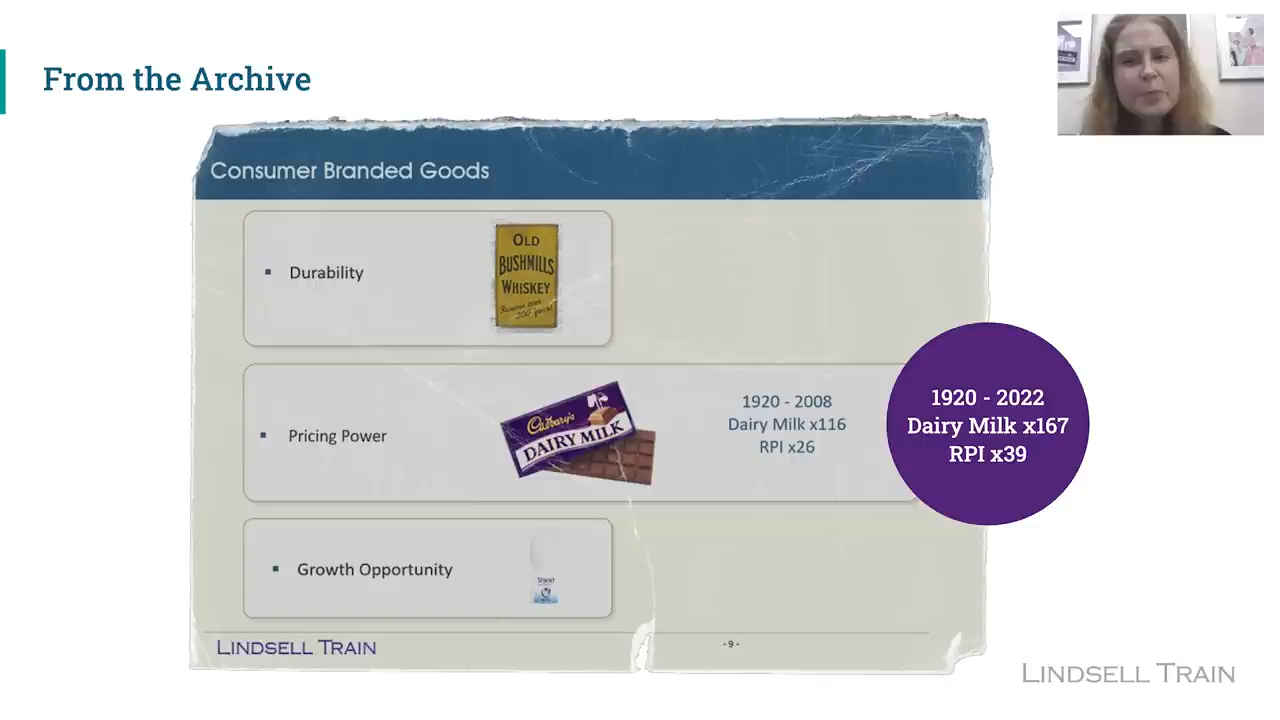 From the Archive
Consumer Branded Goods
Durability
OLD
BUSHMILLS
WHISKEY
Pricing Power
Cadbury's
DAIRY MILK
1920 - 2008
Dairy Milk x116
RPI x26
1920 - 2022
Dairy Milk x167
RPI x39
Growth Opportunity
LINDSELL TRAIN
- 9 -
LINDSELL TRAIN